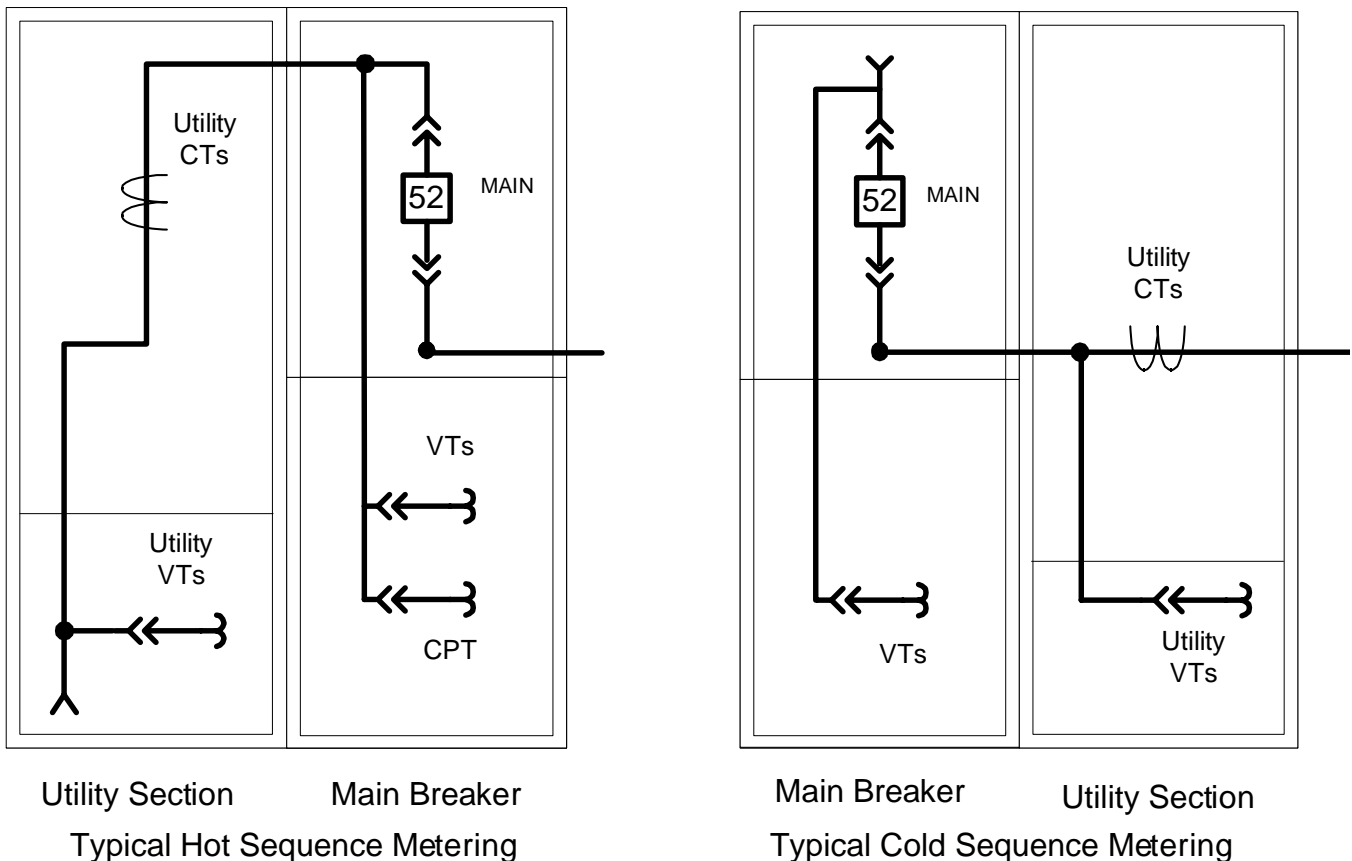 Utility
CTs
52
MAIN
VTs
Utility
VTs
CPT
Utility Section
Main Breaker
Typical Hot Sequence Metering
52
MAIN
Utility
CTs
VTs
Utility
VTs
Main Breaker
Utility Section
Typical Cold Sequence Metering